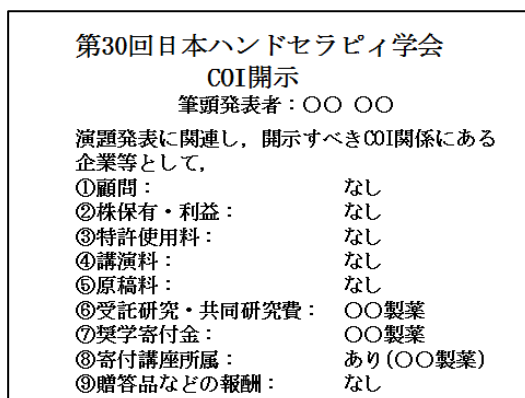 第30回日本ハンドセラピィ学会
COI開示
筆頭発表者：〇〇 〇〇
演題発表に関連し，開示すべきCOI関係にある
企業等として，
①顧問： なし
②株保有・利益： なし
③特許使用料： なし
④講演料： なし
⑤原稿料： なし
⑥受託研究・共同研究費： 〇〇製薬
⑦奨学寄付金： 〇〇製薬
⑧寄付講座所属： あり(〇〇製薬)
⑨贈答品などの報酬： なし